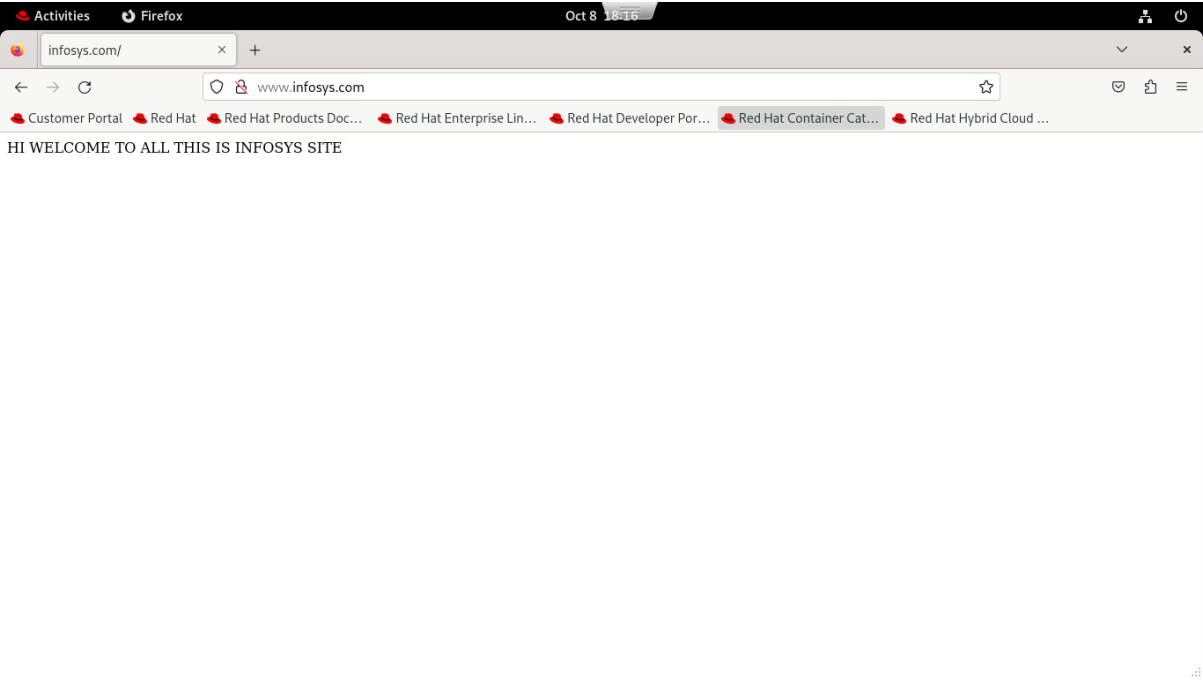 Activities Firefox Oct 8 18:16
infosys.com/
www.infosys.com
Customer Portal Red Hat Red Hat Products Doc… Red Hat Enterprise Lin… Red Hat Developer Por… Red Hat Container Cat… Red Hat Hybrid Cloud …
HI WELCOME TO ALL THIS IS INFOSYS SITE